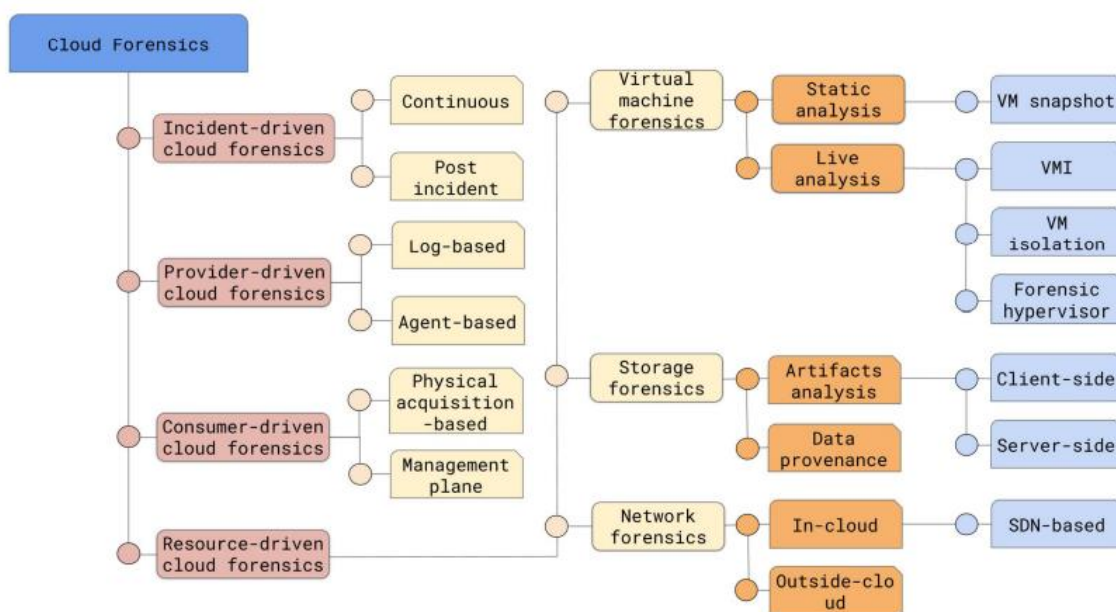 Cloud Forensics
Incident-driven
cloud forensics
Continuous
Post
incident
Provider-driven
cloud forensics
Log-based
Agent-based
Consumer-driven
cloud forensics
Physical
acquisition
-based
Management
plane
Resource-driven
cloud forensics
Virtual
machine
forensics
Static
analysis
VM snapshot
Live
analysis
VMI
VM
isolation
Forensic
hypervisor
Storage
forensics
Artifacts
analysis
Client-side
Server-side
Data
provenance
Network
forensics
In-cloud
SDN-based
Outside-clo
ud